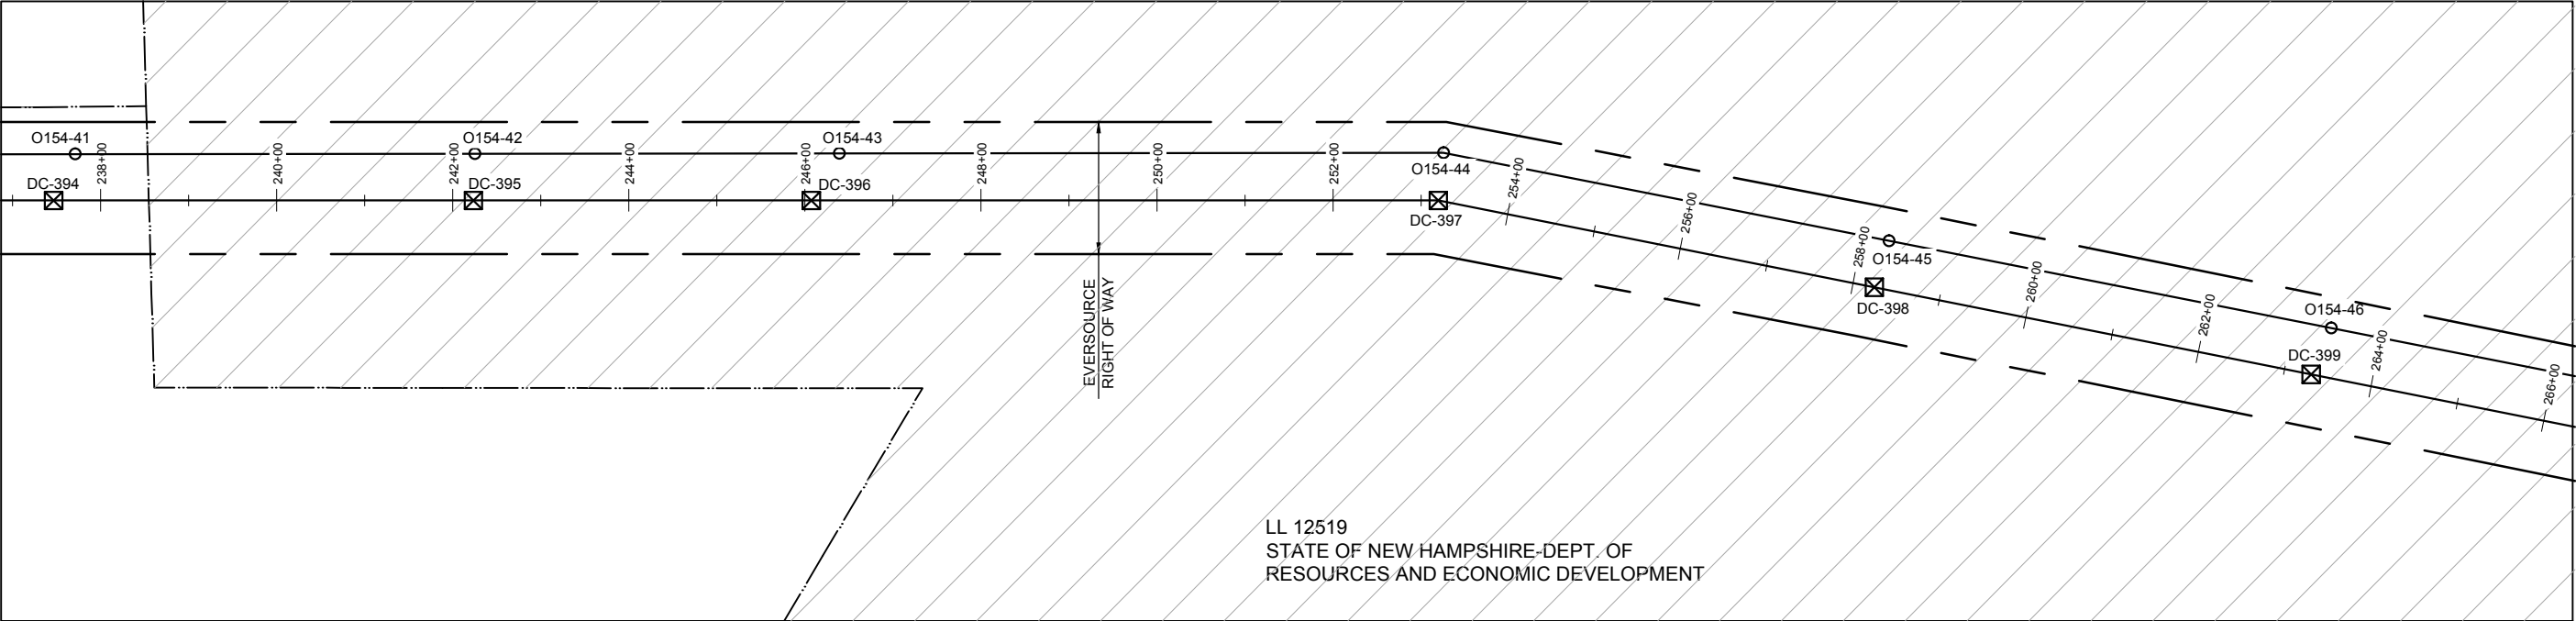 O154-41
O154-42
O154-43
O154-44
O154-45
O154-46
DC-394
DC-395
DC-396
DC-397
DC-398
DC-399
238+00
240+00
242+00
244+00
246+00
248+00
250+00
252+00
254+00
256+00
258+00
260+00
262+00
264+00
266+00
EVERSOURCE
RIGHT OF WAY
LL 12519
STATE OF NEW HAMPSHIRE-DEPT. OF
RESOURCES AND ECONOMIC DEVELOPMENT